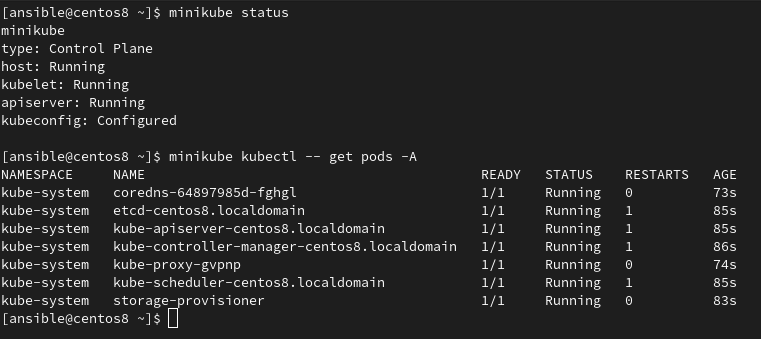 [ansible@centos8 ~]$ minikube status
minikube
type: Control Plane
host: Running
kubelet: Running
apiserver: Running
kubeconfig: Configured
[ansible@centos8 ~]$ minikube kubectl -- get pods -A
NAMESPACE     NAME                                          READY   STATUS    RESTARTS   AGE
kube-system   coredns-64897985d-fghgl                       1/1     Running   0          73s
kube-system   etcd-centos8.localdomain                      1/1     Running   1          85s
kube-system   kube-apiserver-centos8.localdomain            1/1     Running   1          85s
kube-system   kube-controller-manager-centos8.localdomain   1/1     Running   1          86s
kube-system   kube-proxy-gvpnp                              1/1     Running   0          74s
kube-system   kube-scheduler-centos8.localdomain            1/1     Running   1          85s
kube-system   storage-provisioner                           1/1     Running   0          83s
[ansible@centos8 ~]$